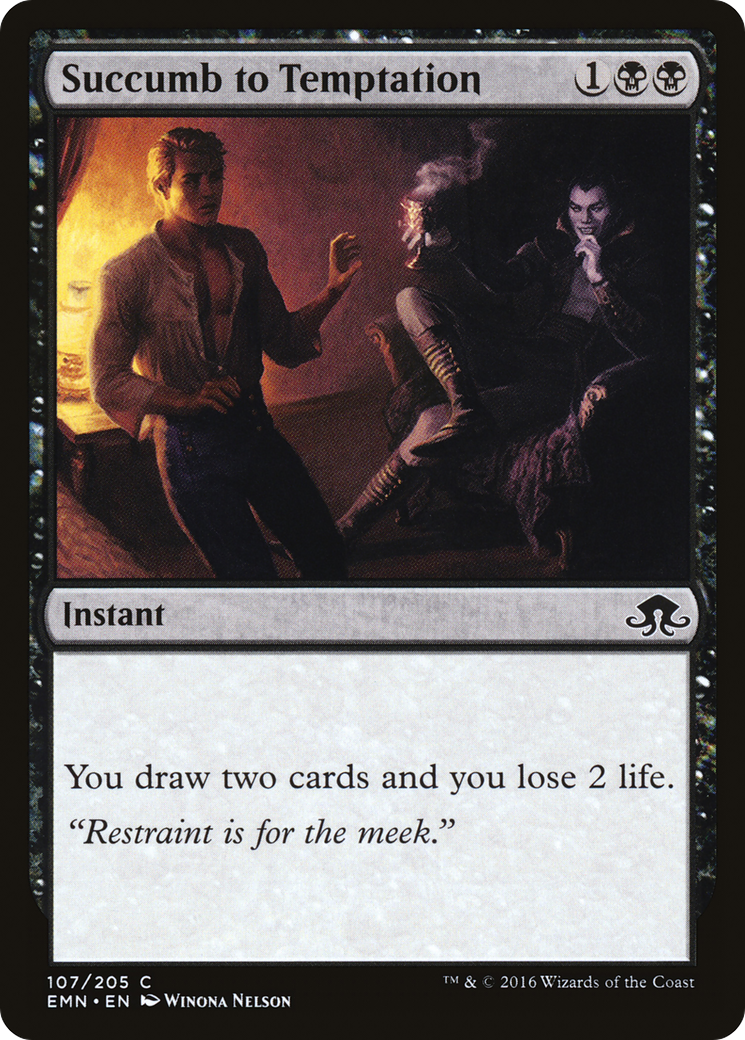 Succumb to Temptation 1
Instant
You draw two cards and you lose 2 life.
“Restraint is for the meek.”
107/205 C
EMN • EN Winona Nelson
™ & © 2016 Wizards of the Coast